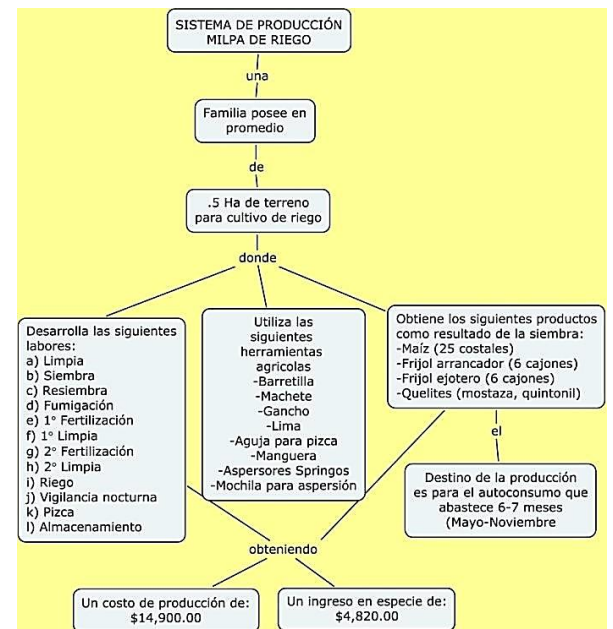 SISTEMA DE PRODUCCIÓN
MILPA DE RIEGO
una
Familia posee en
promedio
de
.5 Ha de terreno
para cultivo de riego
donde
Desarrolla las siguientes
labores:
a) Limpia
b) Siembra
c) Resiembra
d) Fumigación
e) 1° Fertilización
f) 1° Limpia
g) 2° Fertilización
h) 2° Limpia
i) Riego
j) Vigilancia nocturna
k) Pizca
l) Almacenamiento
Utiliza las
siguientes
herramientas
agricolas
-Barretilla
-Machete
-Gancho
-Lima
-Aguja para pizca
-Manguera
-Aspersores Springos
-Mochila para aspersión
Obtiene los siguientes productos
como resultado de la siembra:
-Maíz (25 costales)
-Frijol arrancador (6 cajones)
-Frijol ejotero (6 cajones)
-Quelites (mostaza, quintonil)
el
Destino de la producción
es para el autoconsumo que
abastece 6-7 meses
(Mayo-Noviembre
obteniendo
Un costo de producción de:
$14,900.00
Un ingreso en especie de:
$4,820.00